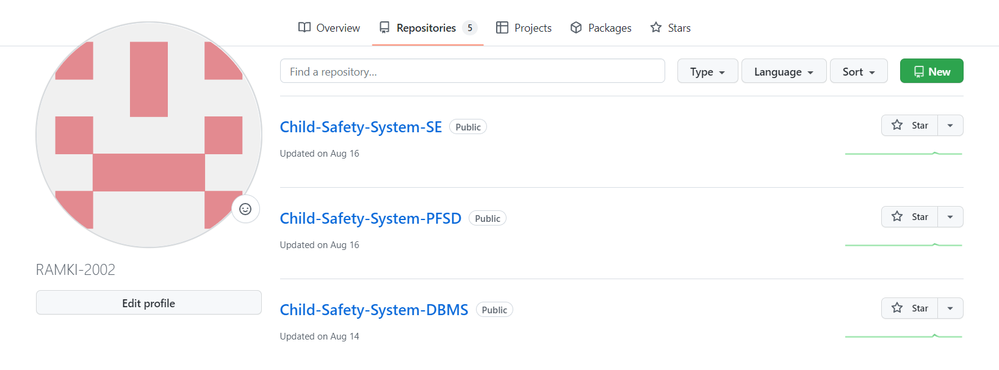 Overview Repositories 5 Projects Packages Stars
Find a repository... Type Language Sort New
Child-Safety-System-SE Public Star
Updated on Aug 16
Child-Safety-System-PFSD Public Star
Updated on Aug 16
RAMKI-2002
Edit profile
Child-Safety-System-DBMS Public Star
Updated on Aug 14